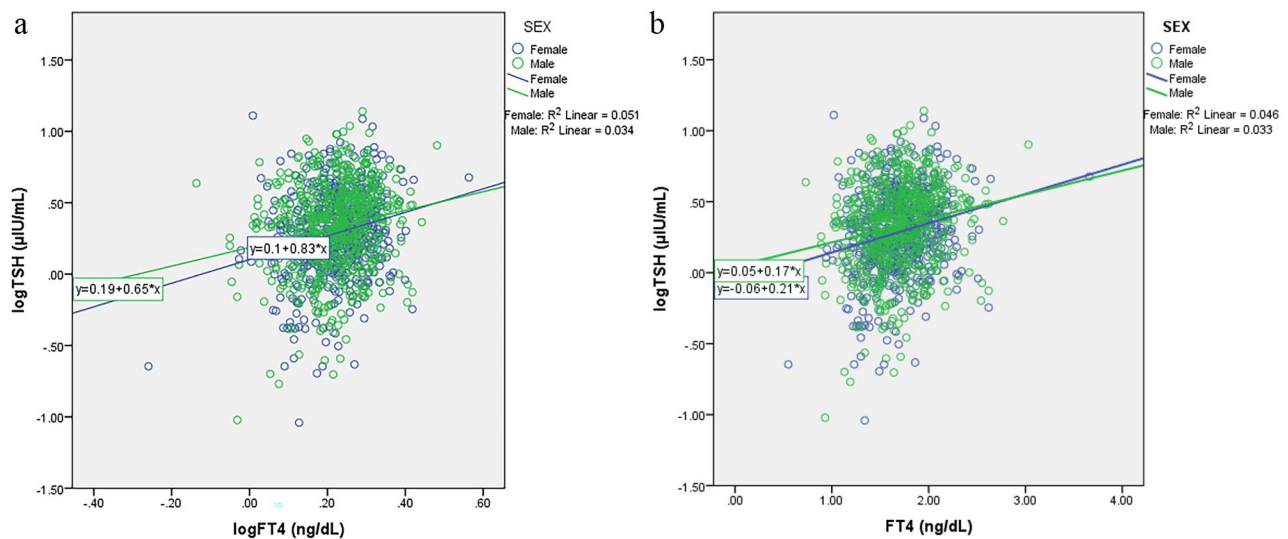 a
SEX
Female
Male
Female
Male
Female: R² Linear = 0.051
Male: R² Linear = 0.034
1.50
1.00
.50
.00
-.50
-1.00
-1.50
logTSH (µIU/mL)
y=0.1+0.83*x
y=0.19+0.65*x
-.40
-.20
.00
.20
.40
.60
logFT4 (ng/dL)
b
SEX
Female
Male
Female
Male
Female: R² Linear = 0.046
Male: R² Linear = 0.033
1.50
1.00
.50
.00
-.50
-1.00
-1.50
logTSH (µIU/mL)
y=0.05+0.17*x
y=-0.06+0.21*x
.00
1.00
2.00
3.00
4.00
FT4 (ng/dL)